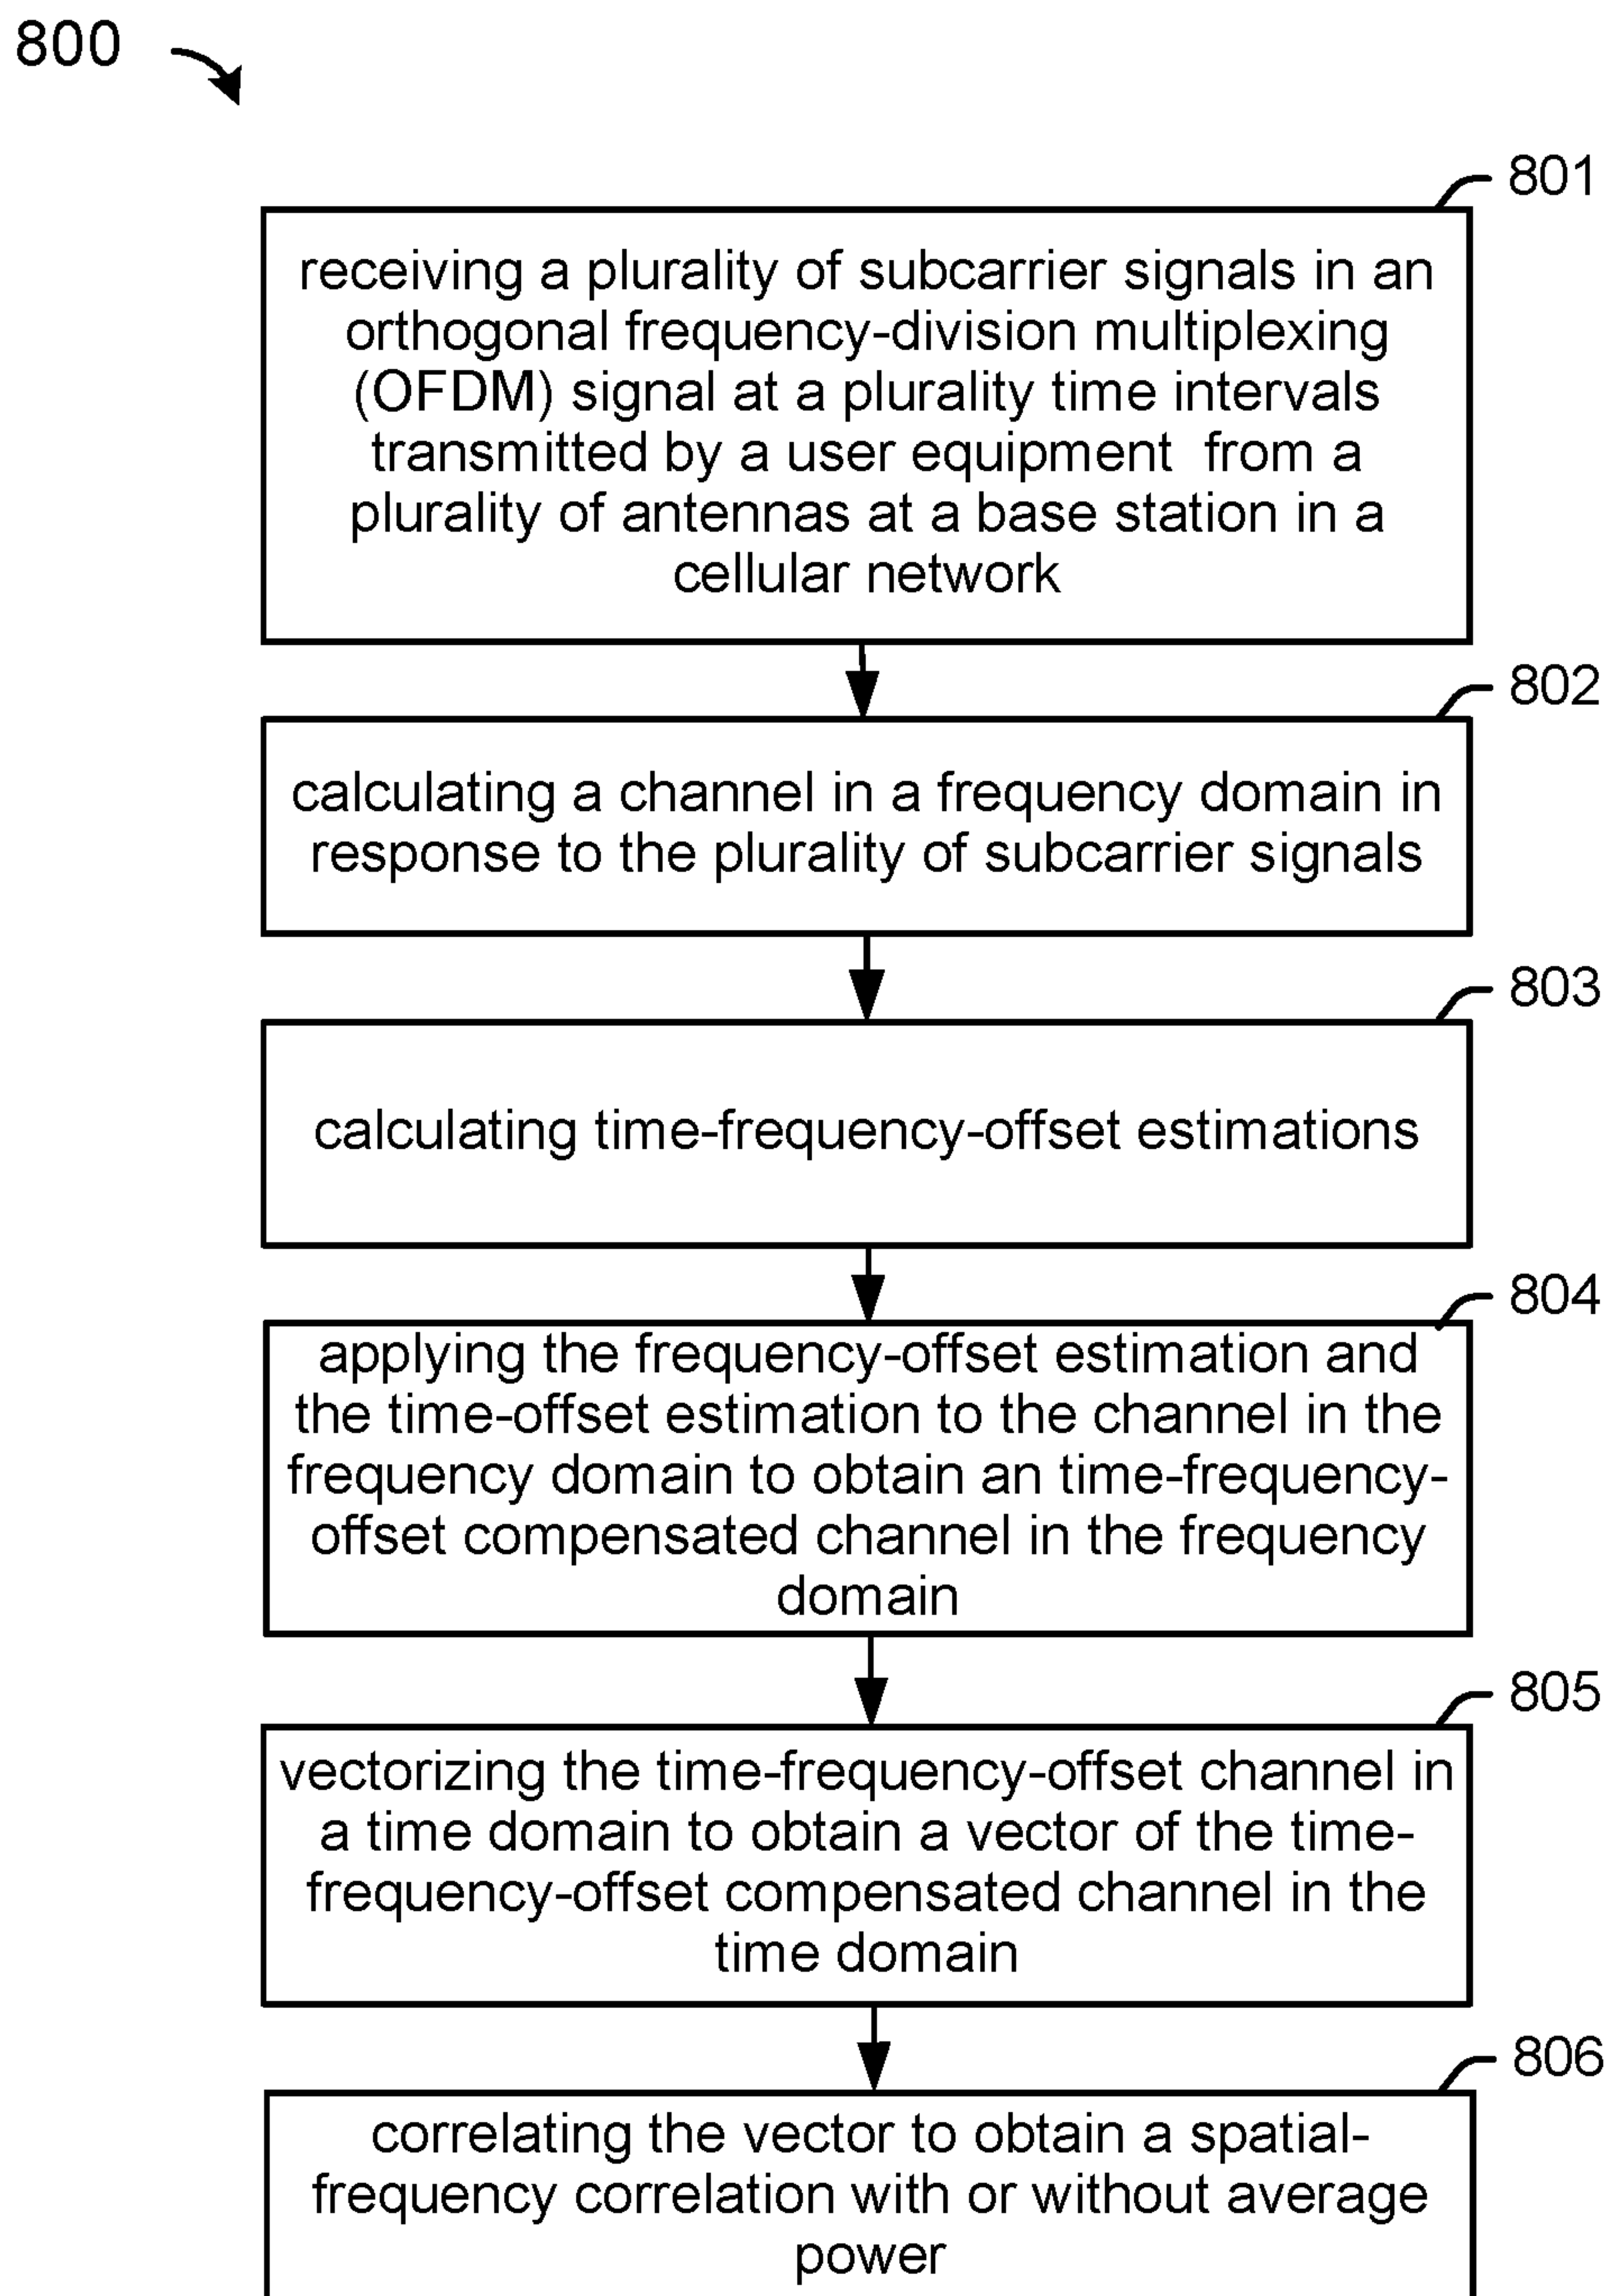 800
801
receiving a plurality of subcarrier signals in an
orthogonal frequency-division multiplexing
(OFDM) signal at a plurality time intervals
transmitted by a user equipment from a
plurality of antennas at a base station in a
cellular network
802
calculating a channel in a frequency domain in
response to the plurality of subcarrier signals
803
calculating time-frequency-offset estimations
804
applying the frequency-offset estimation and
the time-offset estimation to the channel in the
frequency domain to obtain an time-frequency-
offset compensated channel in the frequency
domain
805
vectorizing the time-frequency-offset channel in
a time domain to obtain a vector of the time-
frequency-offset compensated channel in the
time domain
806
correlating the vector to obtain a spatial-
frequency correlation with or without average
power